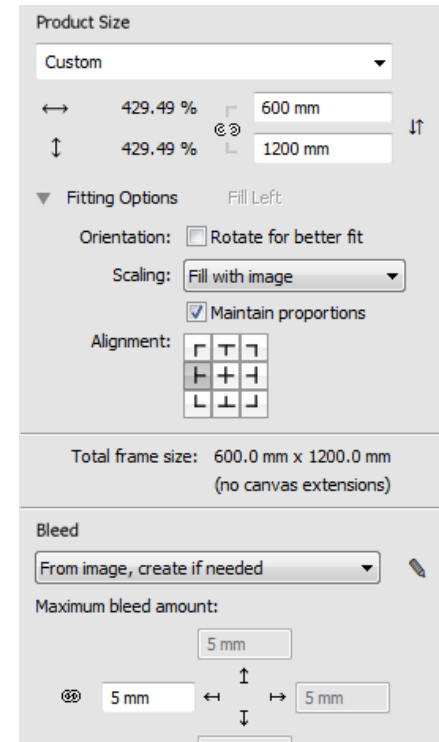 Product Size
Custom
429.49 % 600 mm
429.49 % 1200 mm
Fitting Options Fill Left
Orientation: Rotate for better fit
Scaling: Fill with image
Maintain proportions
Alignment:
Total frame size: 600.0 mm x 1200.0 mm
(no canvas extensions)
Bleed
From image, create if needed
Maximum bleed amount:
5 mm
5 mm 5 mm